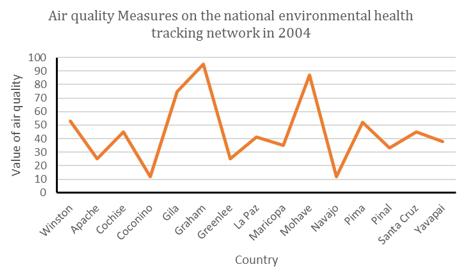 Air quality Measures on the national environmental health
tracking network in 2004
Value of air quality
100
90
80
70
60
50
40
30
20
10
0
Winston
Apache
Cochise
Coconino
Gila
Graham
Greenlee
La Paz
Maricopa
Mohave
Navajo
Pima
Pinal
Santa Cruz
Yavapai
Country